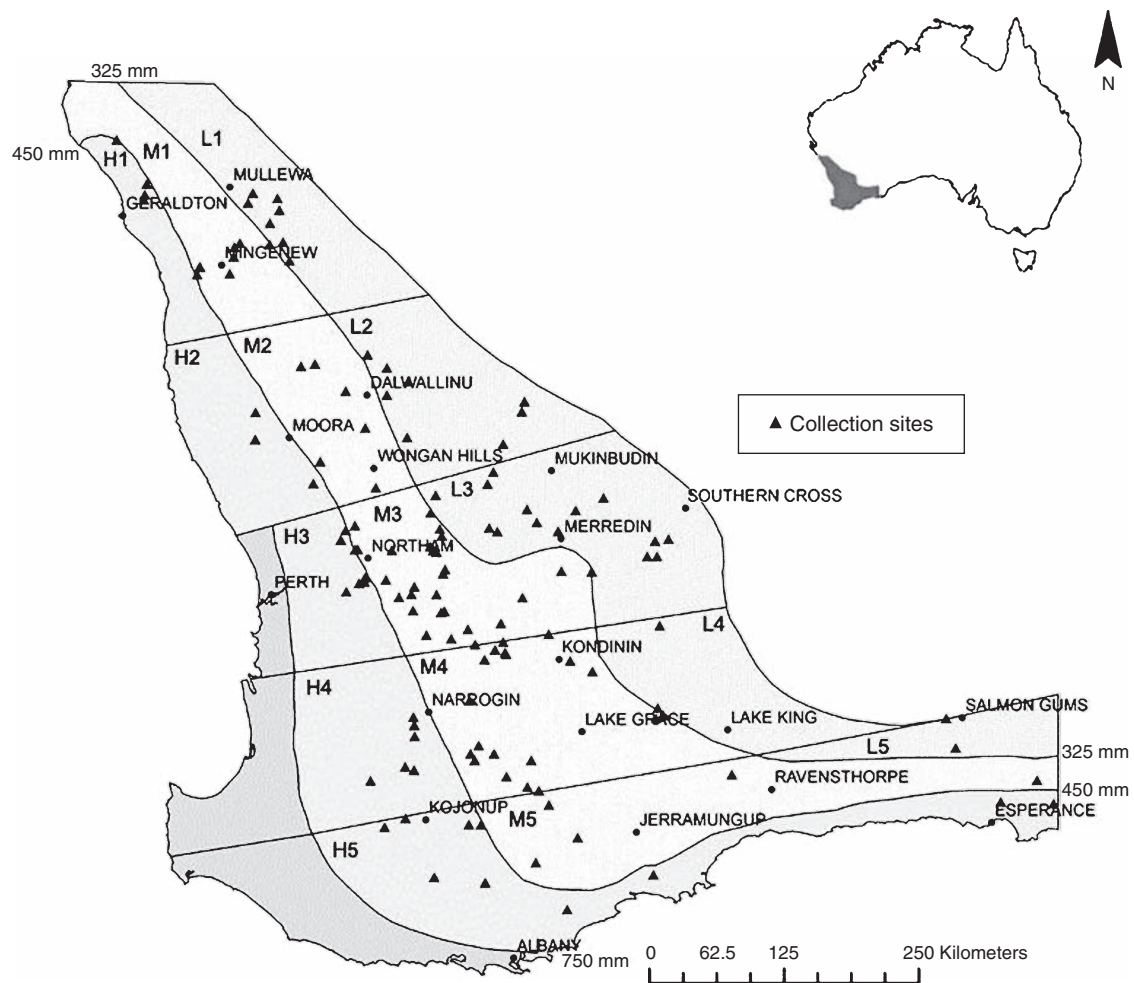 325 mm
N
L1
450 mm
H1
M1
MULLEWA
GERALDTON
MINGENEW
L2
H2
M2
DALWALLINU
Collection sites
MOORA
WONGAN HILLS
MUKINBUDIN
L3
SOUTHERN CROSS
H3
M3
MERREDIN
NORTHAM
PERTH
L4
KONDININ
M4
H4
NARROGIN
LAKE GRACE
LAKE KING
SALMON GUMS
L5
325 mm
RAVENSTHORPE
450 mm
KOJONUP
M5
JERRAMUNGUP
ESPERANCE
H5
ALBANY
750 mm
0 62.5 125 250 Kilometers